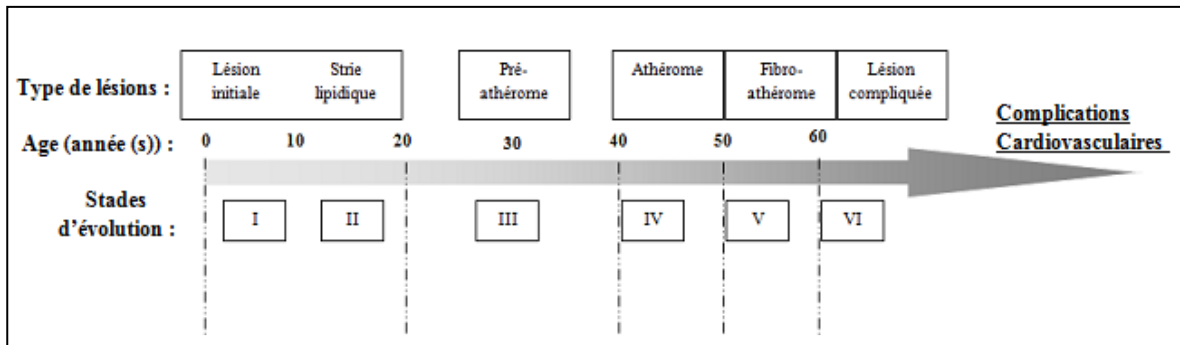 Type de lésions :
Lésion initiale
Strie lipidique
Pré-athérome
Athérome
Fibro-athérome
Lésion compliquée
Complications
Cardiovasculaires
Age (année (s)) :
0 10 20 30 40 50 60
Stades
d'évolution :
I II III IV V VI